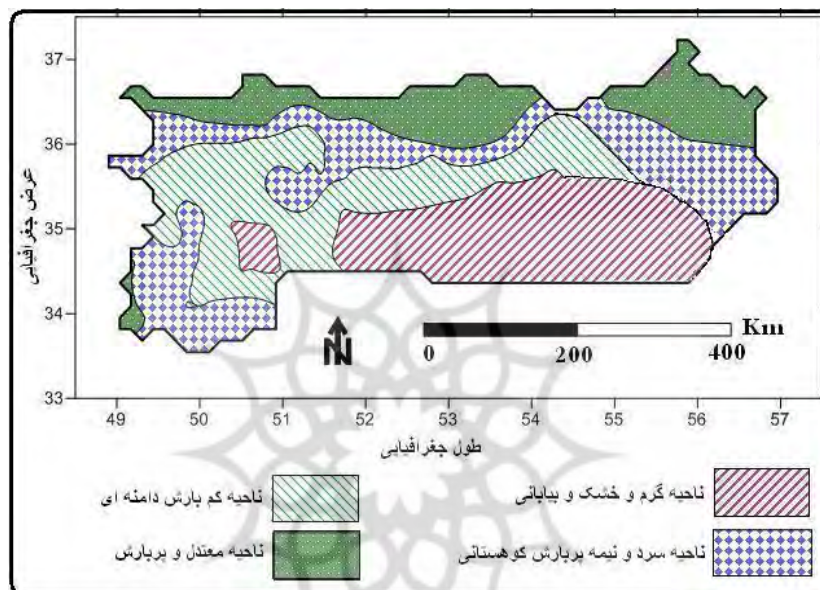 37
36
35
34
33
عرض جغرافیایی
N
Km
0 200 400
49 50 51 52 53 54 55 56 57
طول جغرافیایی
ناحیه گرم و خشک و بیابانی
ناحیه کم بارش دامنه ای
ناحیه سرد و نیمه پربارش کوهستانی
ناحیه معتدل و پربارش